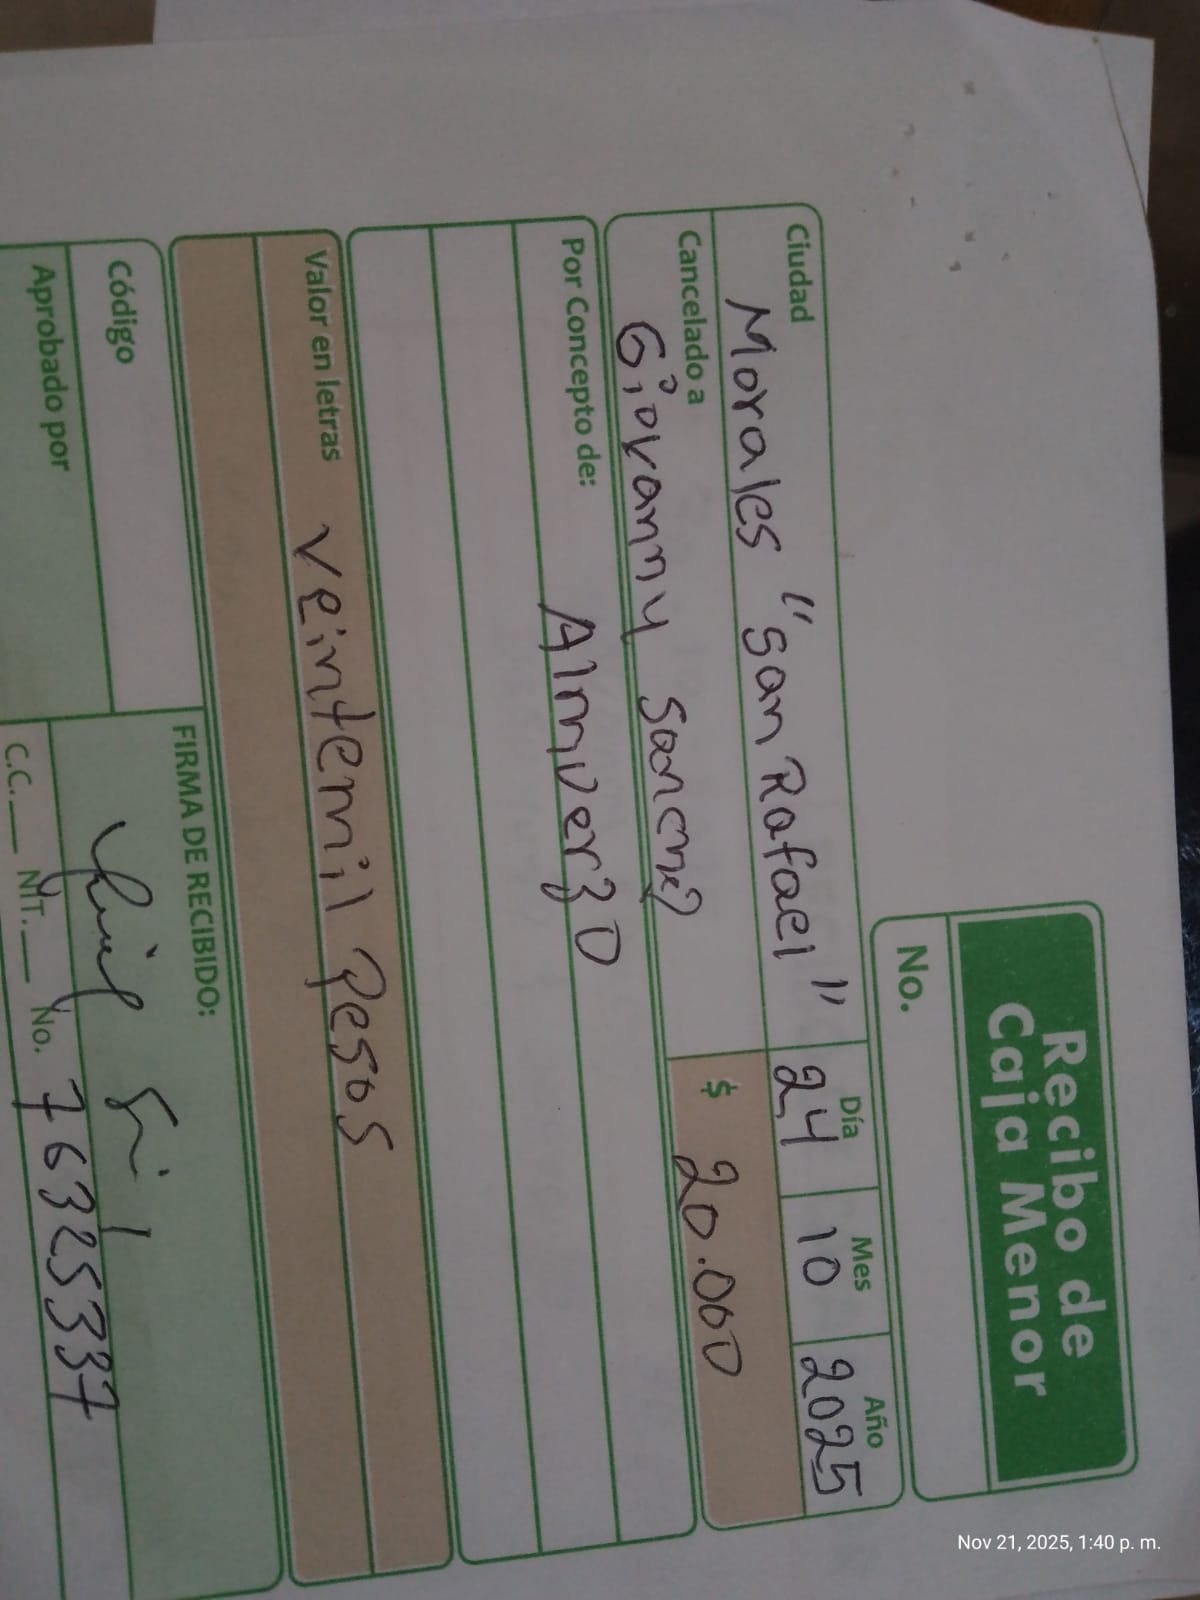 Recibo de
Caja Menor
No.
Ciudad Morales "San Rafael" Día 24 Mes 10 Año 2025
Cancelado a Giovanny Sanchez $ 20.000
Por Concepto de: Almuerzo
Valor en letras Veintemil Pesos
Código
FIRMA DE RECIBIDO:
Aprobado por
C.C.__ NIT.__ No. 76325337
Nov 21, 2025, 1:40 p. m.